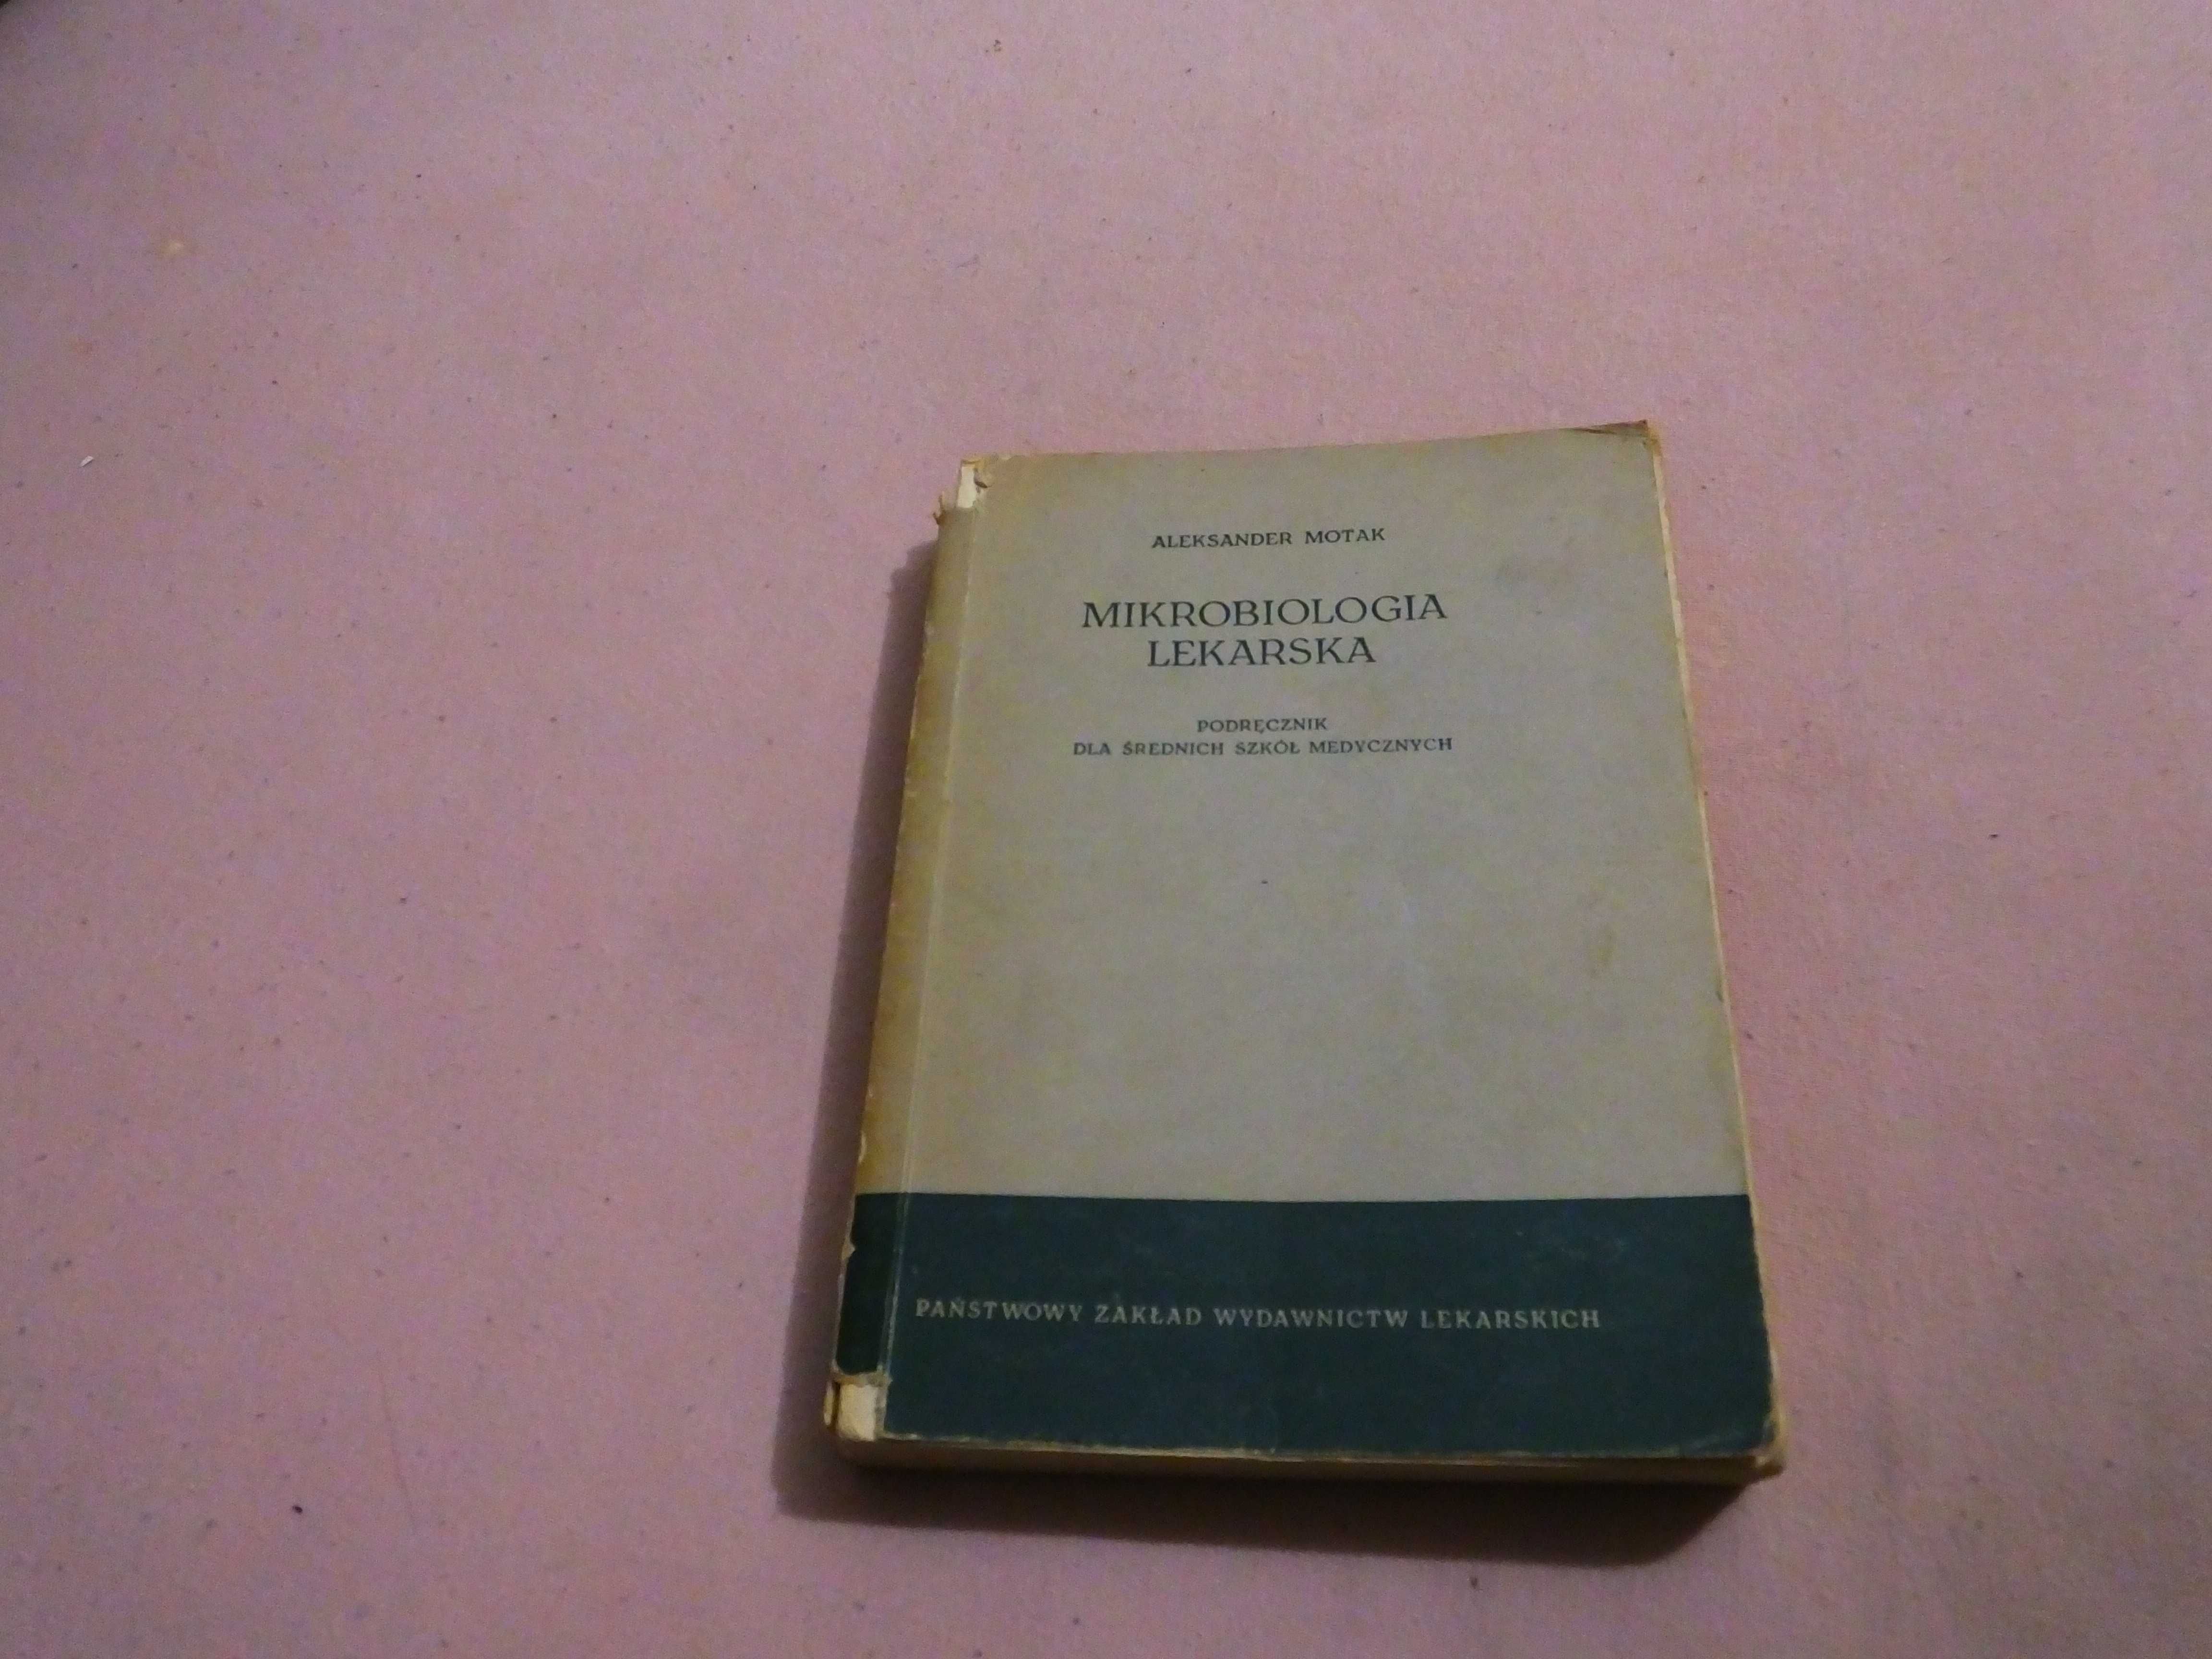 ALEKSANDER MOTAK
MIKROBIOLOGIA
LEKARSKA
PODRĘCZNIK
DLA ŚREDNICH SZKÓŁ MEDYCZNYCH
PAŃSTWOWY ZAKŁAD WYDAWNICTW LEKARSKICH